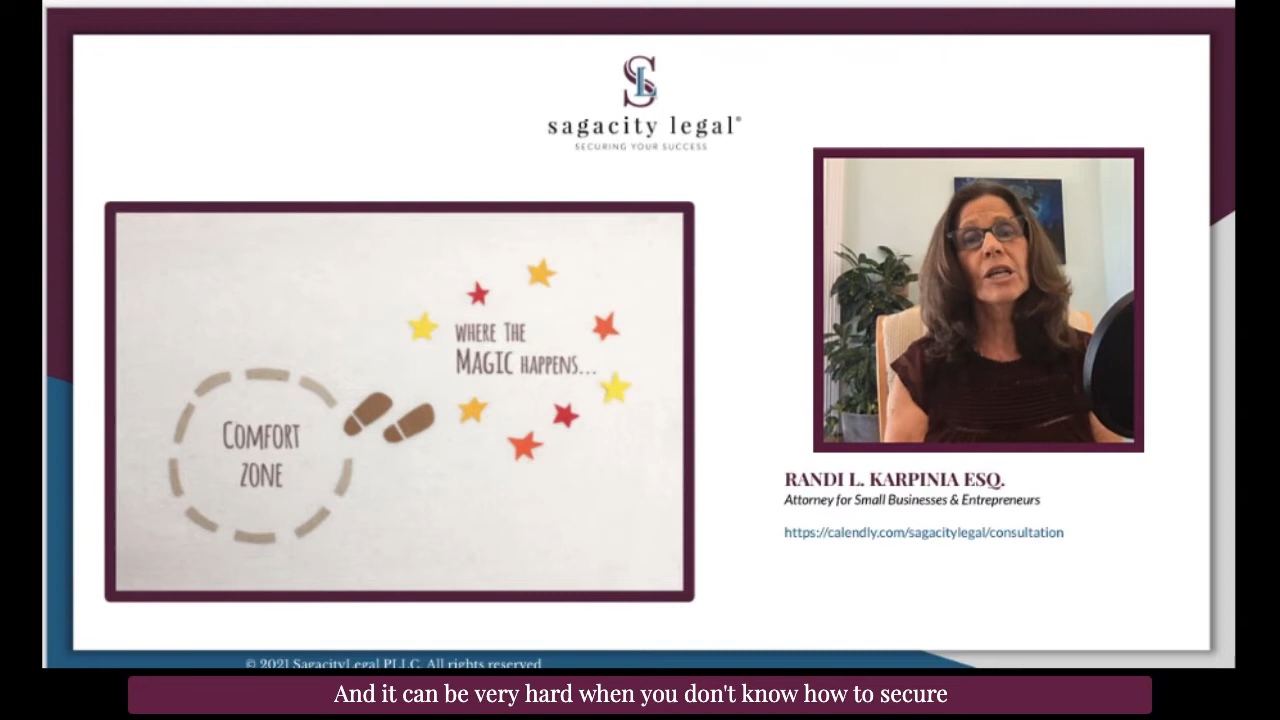 SL
sagacity legal®
SECURING YOUR SUCCESS
WHERE THE
MAGIC HAPPENS...
COMFORT
ZONE
RANDI L. KARPINIA ESQ.
Attorney for Small Businesses & Entrepreneurs
https://calendly.com/sagacitylegal/consultation
© 2021 SagacityLegal PLLC. All rights reserved
And it can be very hard when you don't know how to secure